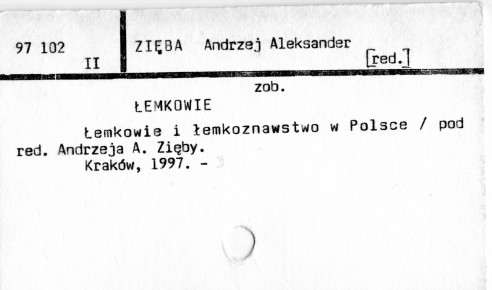 97 102
II
ZIĘBA Andrzej Aleksander
[red.]
zob.
ŁEMKOWIE
Łemkowie i łemkoznawstwo w Polsce / pod
red. Andrzeja A. Zięby.
Kraków, 1997. -